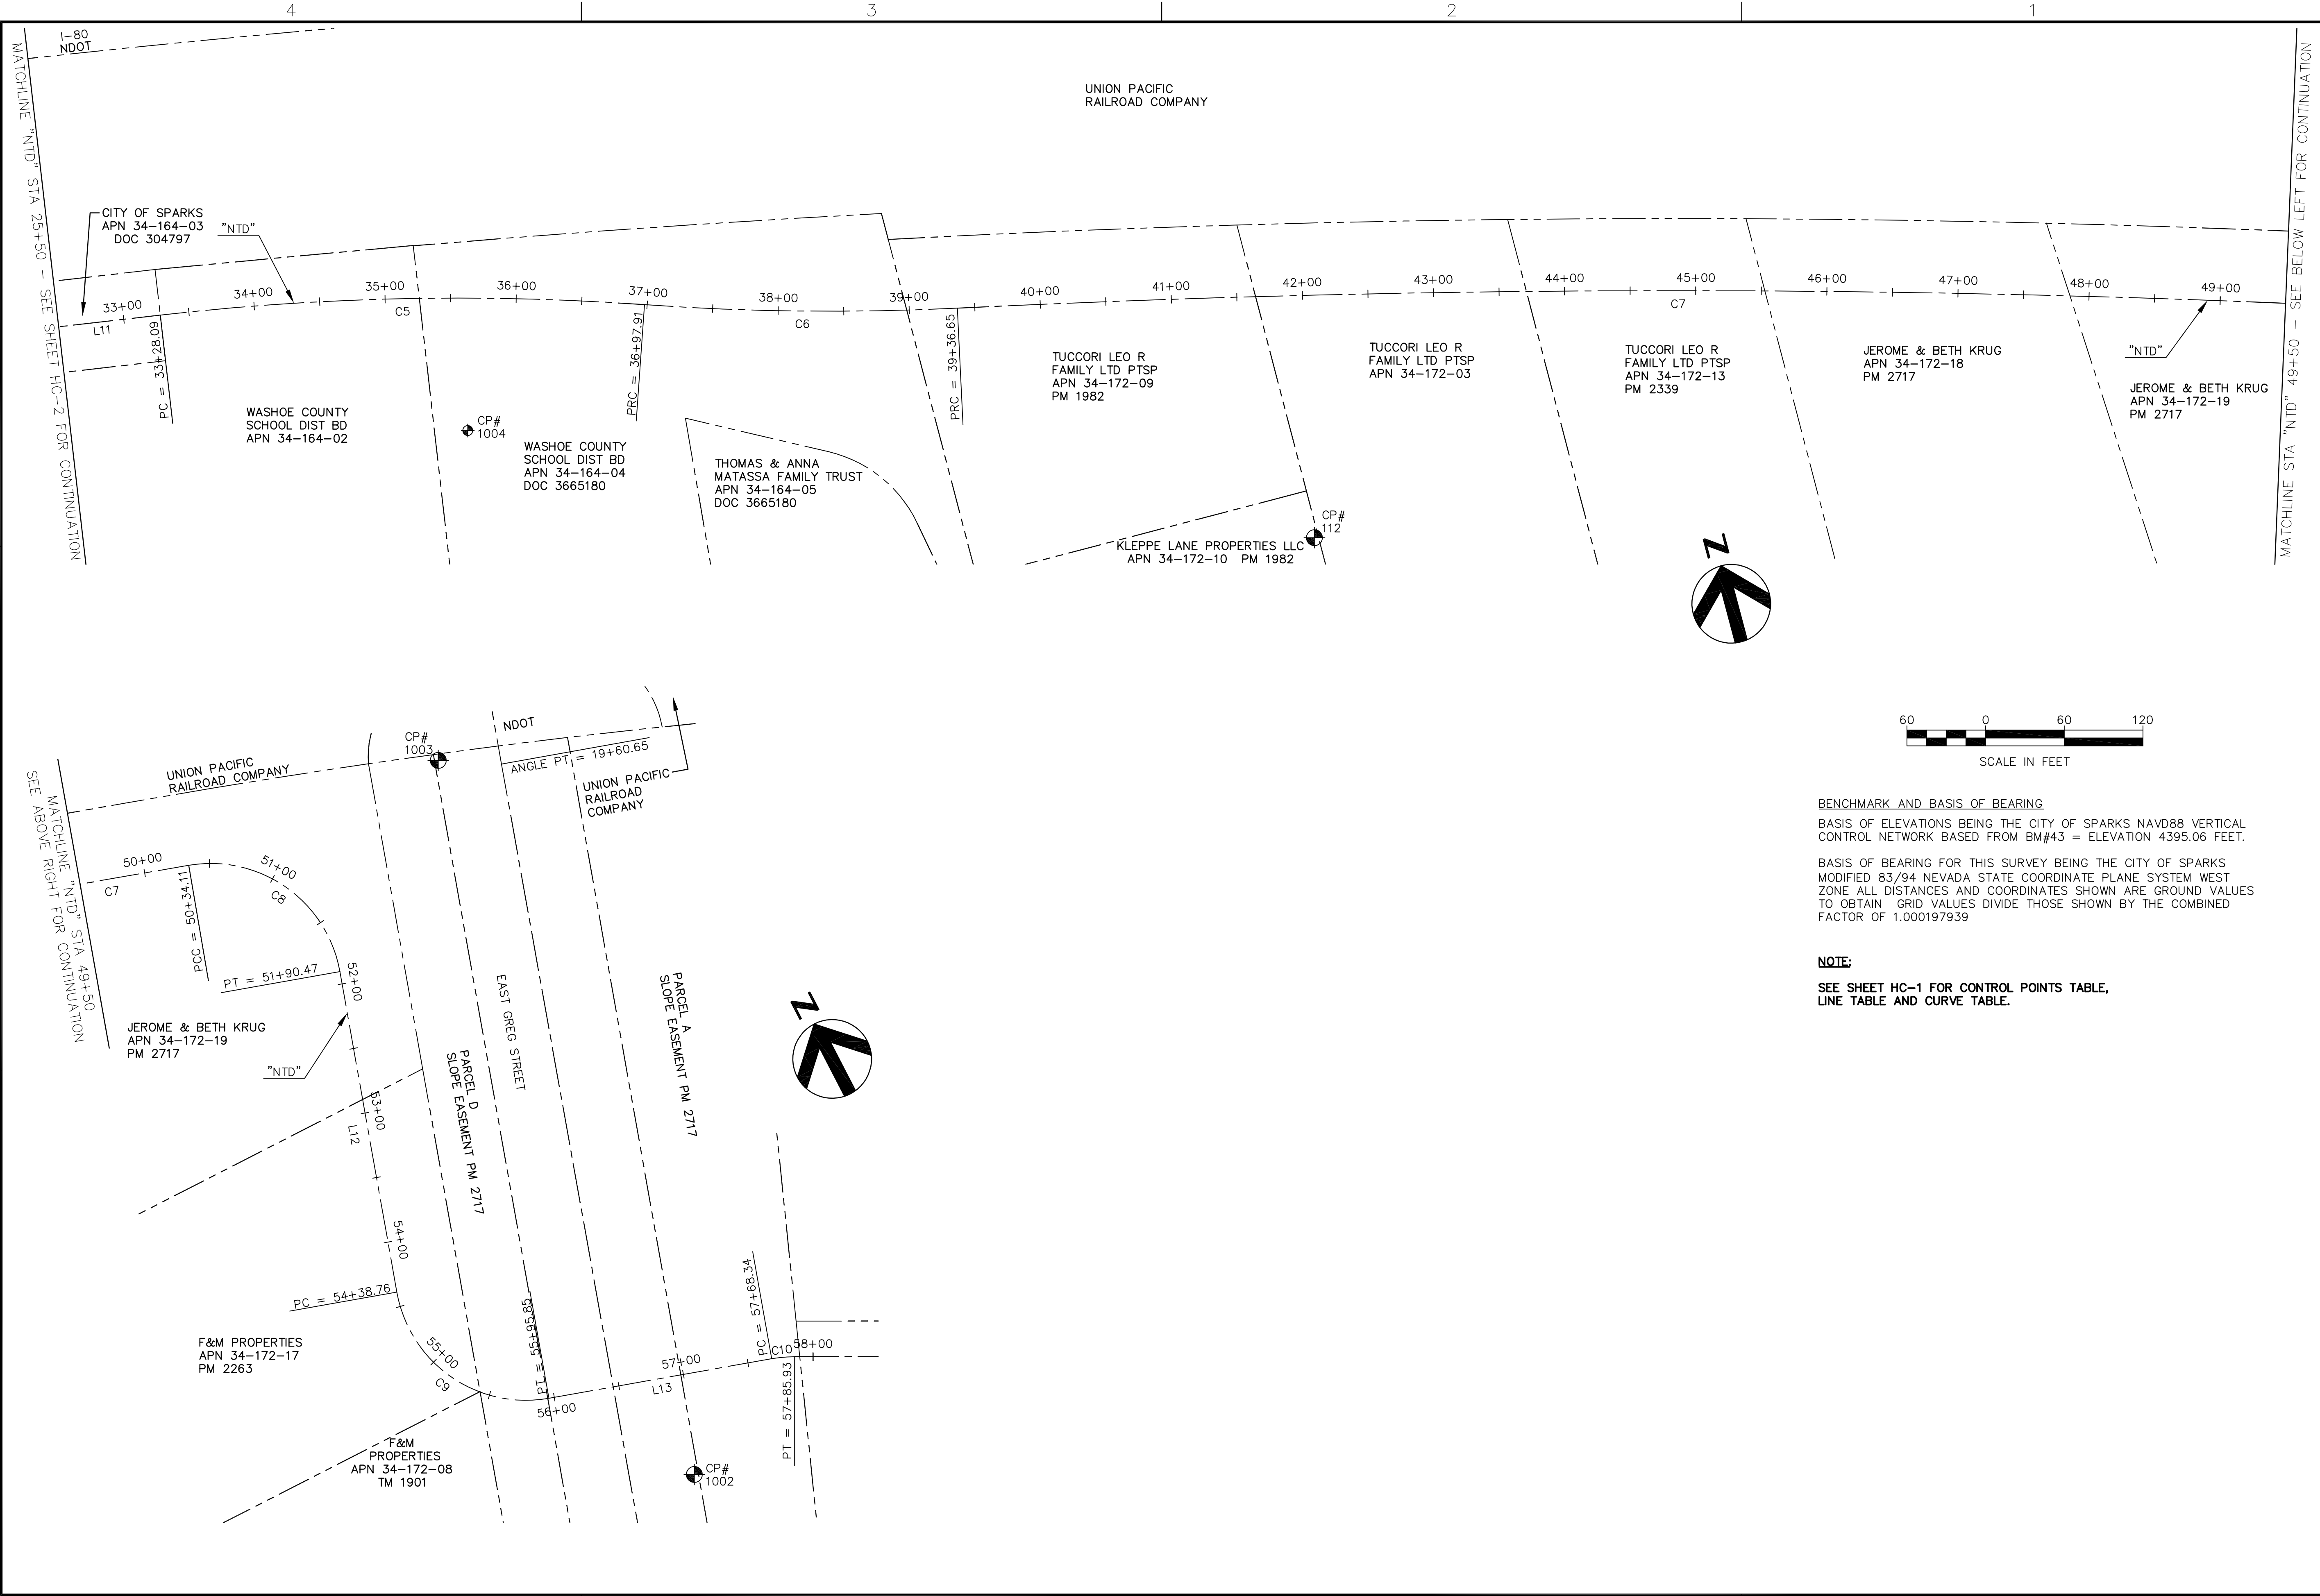 4
3
2
1
I-80
NDOT
MATCHLINE "NTD" STA 25+50 - SEE SHEET HC-2 FOR CONTINUATION
UNION PACIFIC
RAILROAD COMPANY
MATCHLINE STA "NTD" 49+50 - SEE BELOW LEFT FOR CONTINUATION
CITY OF SPARKS
APN 34-164-03
DOC 304797
"NTD"
33+00
34+00
35+00
36+00
37+00
38+00
39+00
40+00
41+00
42+00
43+00
44+00
45+00
46+00
47+00
48+00
49+00
L11
C5
C6
C7
PC = 33+28.09
PRC = 36+97.91
PRC = 39+36.65
WASHOE COUNTY
SCHOOL DIST BD
APN 34-164-02
CP#
1004
WASHOE COUNTY
SCHOOL DIST BD
APN 34-164-04
DOC 3665180
THOMAS & ANNA
MATASSA FAMILY TRUST
APN 34-164-05
DOC 3665180
TUCCORI LEO R
FAMILY LTD PTSP
APN 34-172-09
PM 1982
TUCCORI LEO R
FAMILY LTD PTSP
APN 34-172-03
TUCCORI LEO R
FAMILY LTD PTSP
APN 34-172-13
PM 2339
JEROME & BETH KRUG
APN 34-172-18
PM 2717
"NTD"
JEROME & BETH KRUG
APN 34-172-19
PM 2717
CP#
112
KLEPPE LANE PROPERTIES LLC
APN 34-172-10 PM 1982
N
MATCHLINE "NTD" STA 49+50
SEE ABOVE RIGHT FOR CONTINUATION
UNION PACIFIC
RAILROAD COMPANY
CP#
1003
NDOT
ANGLE PT = 19+60.65
UNION PACIFIC
RAILROAD
COMPANY
50+00
C7
PCC = 50+34.11
51+00
C8
PT = 51+90.47
52+00
JEROME & BETH KRUG
APN 34-172-19
PM 2717
"NTD"
53+00
L12
54+00
PC = 54+38.76
F&M PROPERTIES
APN 34-172-17
PM 2263
55+00
C9
PARCEL D
SLOPE EASEMENT PM 2717
EAST GREG STREET
PARCEL A
SLOPE EASEMENT PM 2717
N
PT = 55+95.85
56+00
57+00
L13
PC = 57+68.34
C10
58+00
PT = 57+85.93
F&M
PROPERTIES
APN 34-172-08
TM 1901
CP#
1002
60 0 60 120
SCALE IN FEET
BENCHMARK AND BASIS OF BEARING
BASIS OF ELEVATIONS BEING THE CITY OF SPARKS NAVD88 VERTICAL
CONTROL NETWORK BASED FROM BM#43 = ELEVATION 4395.06 FEET.
BASIS OF BEARING FOR THIS SURVEY BEING THE CITY OF SPARKS
MODIFIED 83/94 NEVADA STATE COORDINATE PLANE SYSTEM WEST
ZONE ALL DISTANCES AND COORDINATES SHOWN ARE GROUND VALUES
TO OBTAIN GRID VALUES DIVIDE THOSE SHOWN BY THE COMBINED
FACTOR OF 1.000197939
NOTE:
SEE SHEET HC-1 FOR CONTROL POINTS TABLE,
LINE TABLE AND CURVE TABLE.